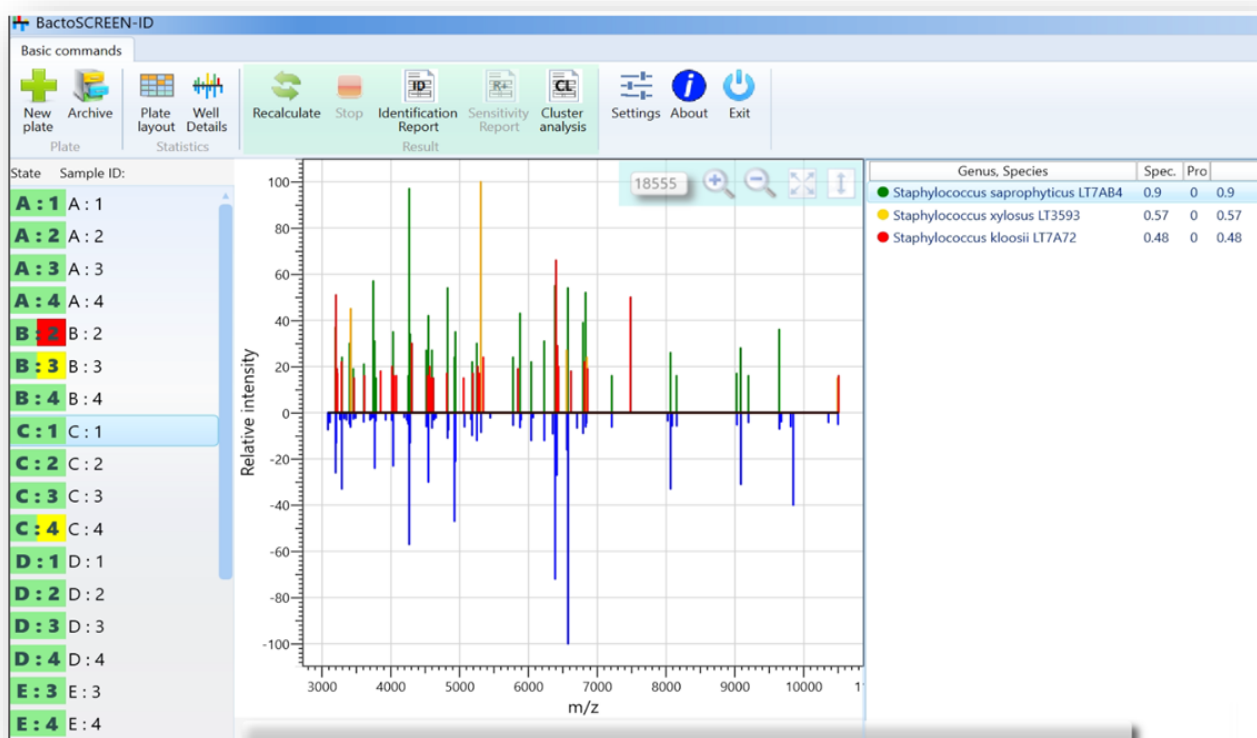 BactoSCREEN-ID
Basic commands
New plate
Archive
Plate
Plate layout
Well Details
Statistics
Recalculate
Stop
ID
Identification Report
R+
Sensitivity Report
CL
Cluster analysis
Result
Settings
i
About
Exit
State Sample ID:
A : 1 A : 1
A : 2 A : 2
A : 3 A : 3
A : 4 A : 4
B : 2 B : 2
B : 3 B : 3
B : 4 B : 4
C : 1 C : 1
C : 2 C : 2
C : 3 C : 3
C : 4 C : 4
D : 1 D : 1
D : 2 D : 2
D : 3 D : 3
D : 4 D : 4
E : 3 E : 3
E : 4 E : 4
18555
Relative intensity
100
80
60
40
20
0
-20
-40
-60
-80
-100
3000 4000 5000 6000 7000 8000 9000 10000
m/z
Genus, Species Spec. Pro
Staphylococcus saprophyticus LT7AB4 0.9 0 0.9
Staphylococcus xylosus LT3593 0.57 0 0.57
Staphylococcus kloosii LT7A72 0.48 0 0.48